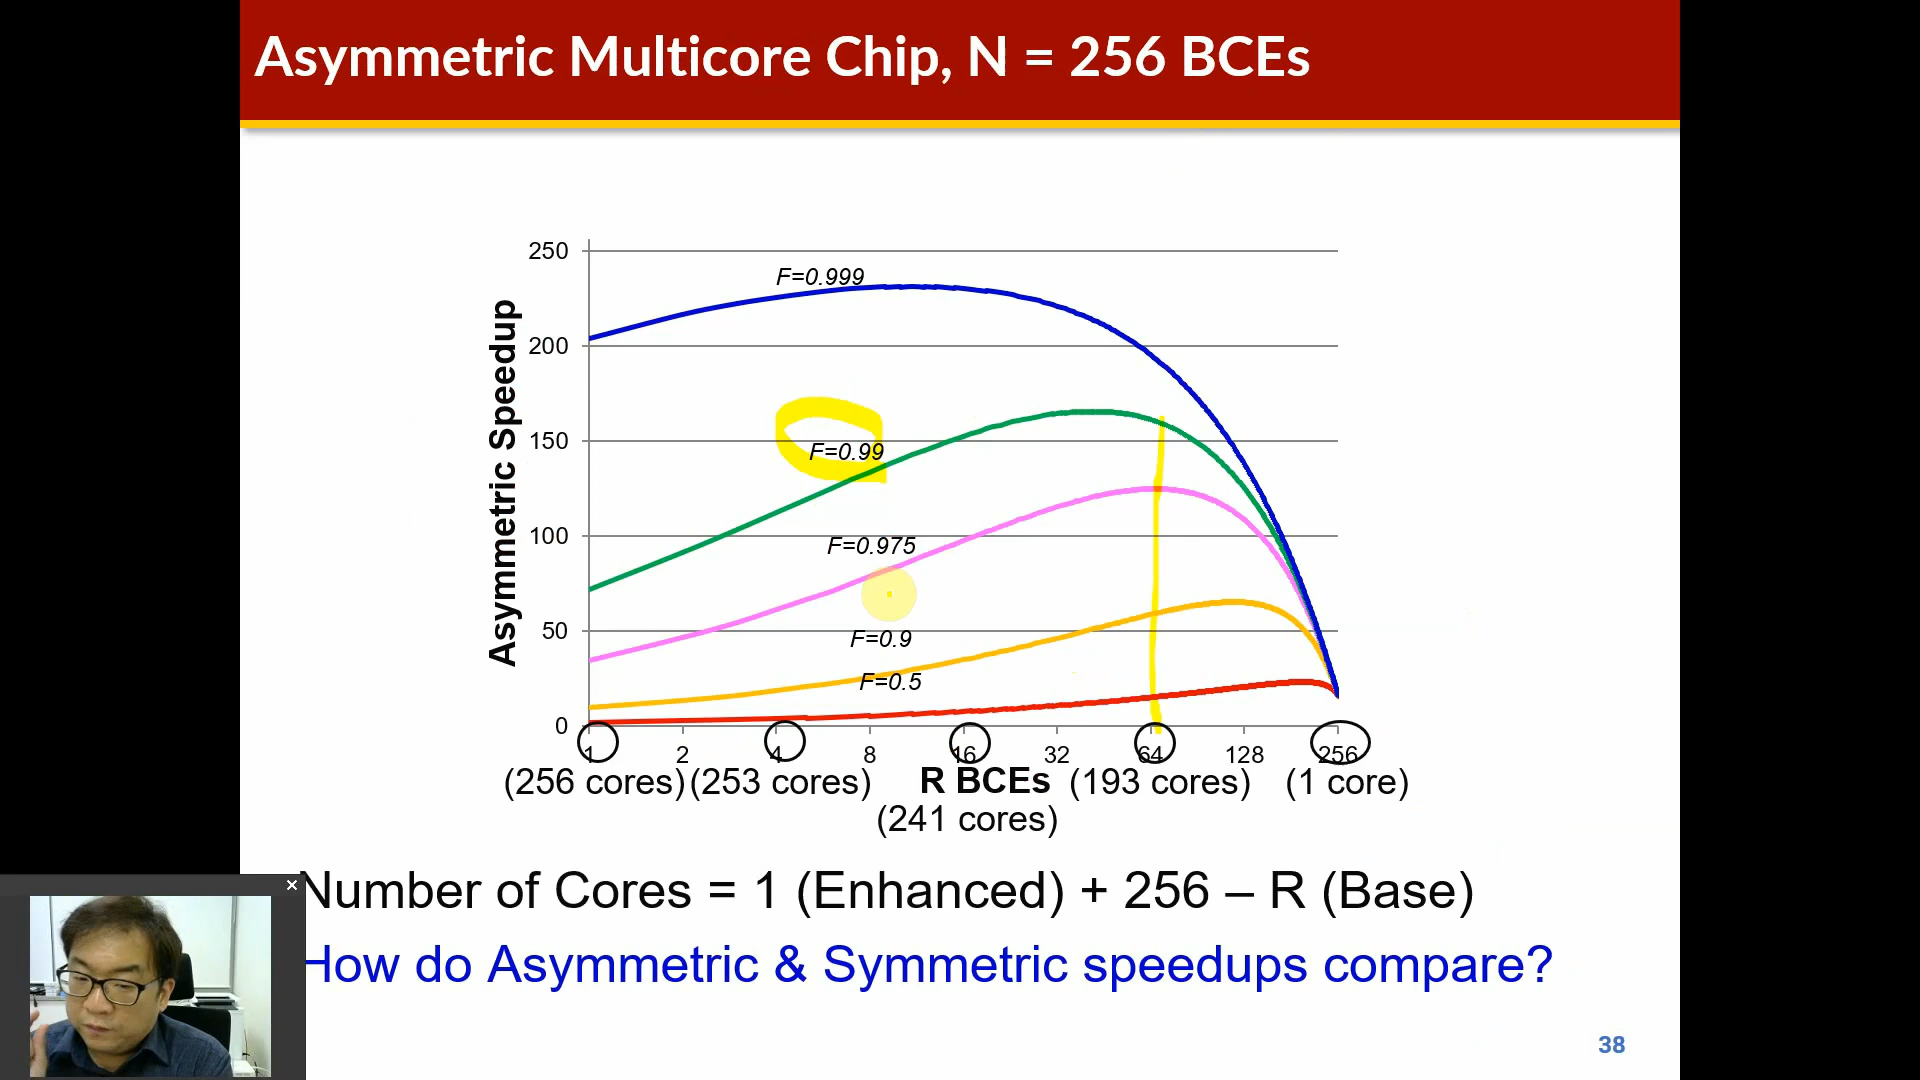 Asymmetric Multicore Chip, N = 256 BCEs
250
200
150
100
50
0
Asymmetric Speedup
F=0.999
F=0.99
F=0.975
F=0.9
F=0.5
1 2 4 8 16 32 64 128 256
(256 cores) (253 cores) R BCEs (193 cores) (1 core)
(241 cores)
Number of Cores = 1 (Enhanced) + 256 – R (Base)
How do Asymmetric & Symmetric speedups compare?
38